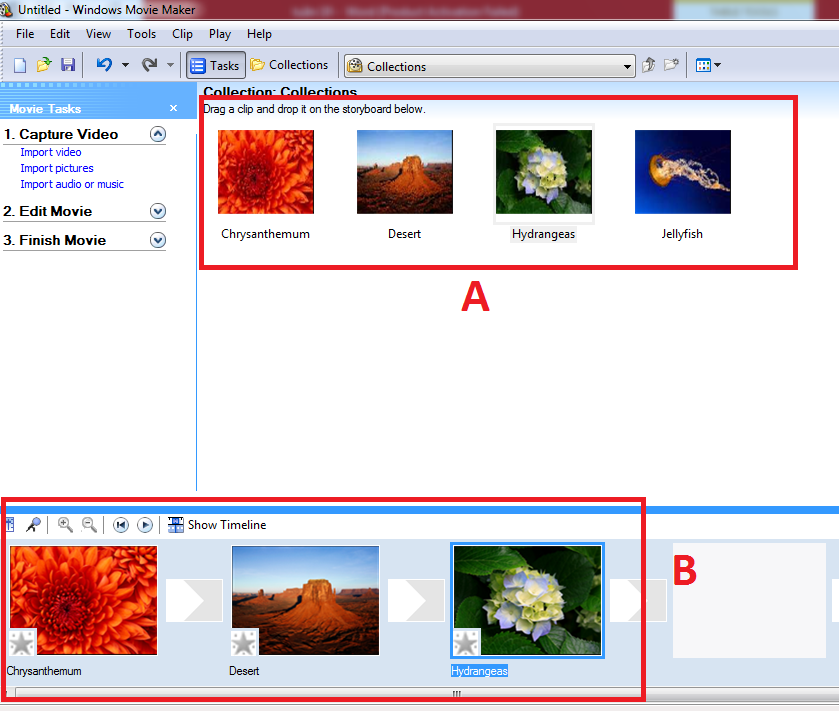 Untitled - Windows Movie Maker
File Edit View Tools Clip Play Help
Tasks Collections Collections
Movie Tasks
Collection: Collections
Drag a clip and drop it on the storyboard below.
1. Capture Video
Import video
Import pictures
Import audio or music
2. Edit Movie
3. Finish Movie
Chrysanthemum Desert Hydrangeas Jellyfish
A
Show Timeline
B
Chrysanthemum Desert Hydrangeas